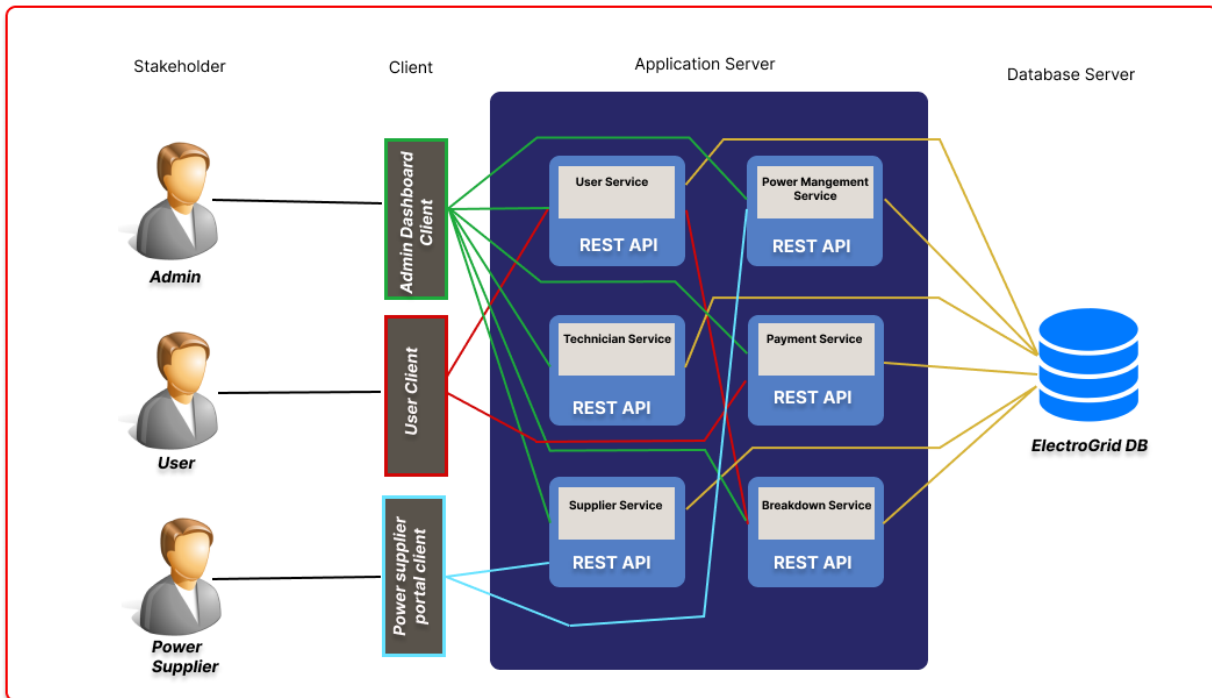 Stakeholder
Client
Application Server
Database Server
Admin
Admin Dashboard
Client
User Service
REST API
Power Mangement
Service
REST API
User
User Client
Technician Service
REST API
Payment Service
REST API
ElectroGrid DB
Power
Supplier
Power supplier
portal client
Supplier Service
REST API
Breakdown Service
REST API